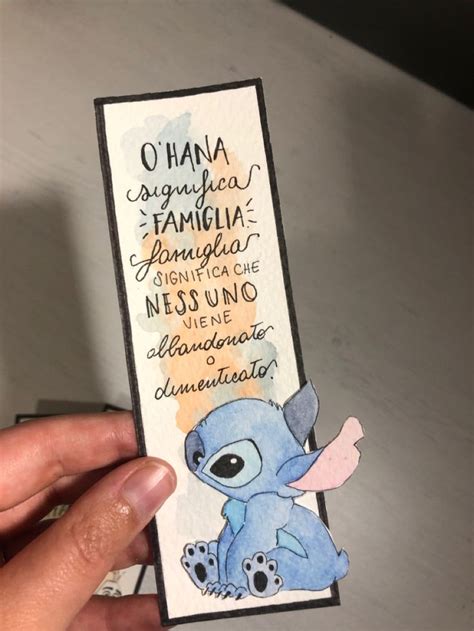 O'HANA
significa
FAMIGLIA
famiglia
SIGNIFICA CHE
NESSUNO
VIENE
abbandonato
o
dimenticato.